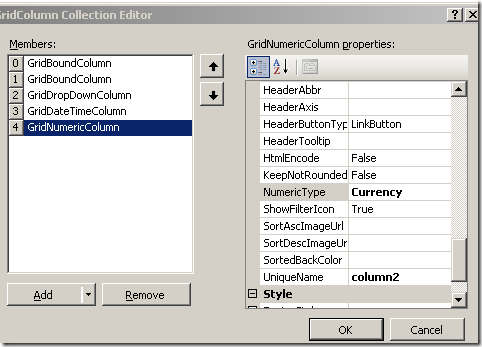 GridColumn Collection Editor
Members:
0 GridBoundColumn
1 GridBoundColumn
2 GridDropDownColumn
3 GridDateTimeColumn
4 GridNumericColumn
Add
Remove
GridNumericColumn properties:
HeaderAbbr
HeaderAxis
HeaderButtonTyp LinkButton
HeaderTooltip
HtmlEncode False
KeepNotRounded False
NumericType Currency
ShowFilterIcon True
SortAscImageUrl
SortDescImageUr
SortedBackColor
UniqueName column2
Style
OK
Cancel